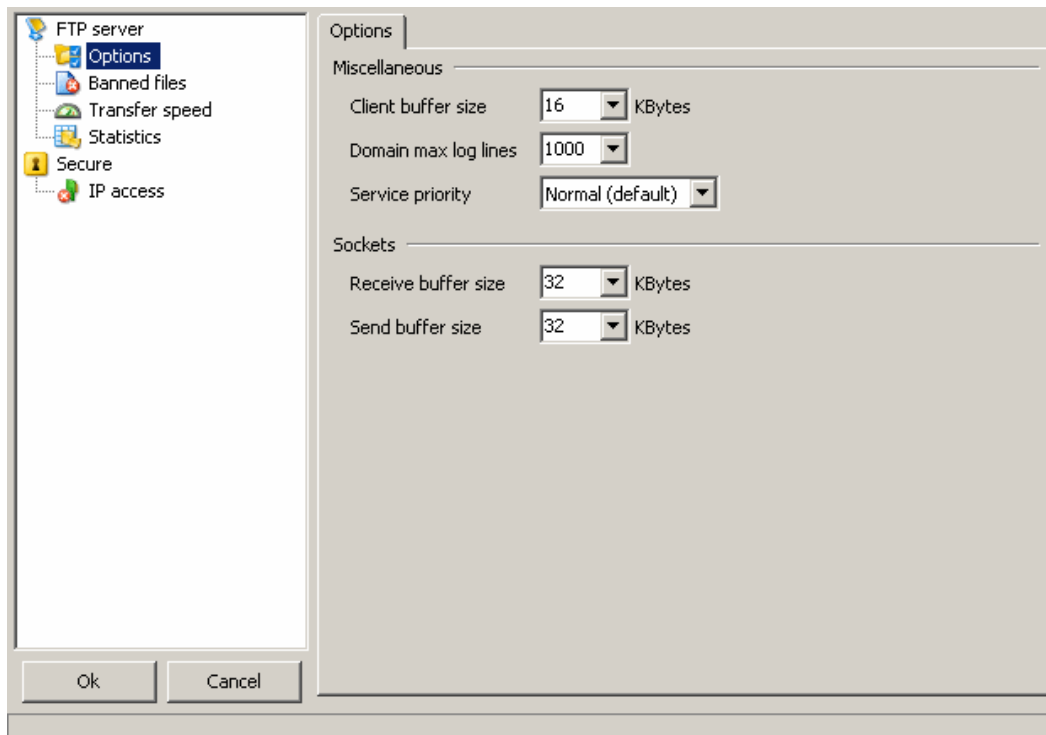 FTP server
Options
Banned files
Transfer speed
Statistics
Secure
IP access
Ok Cancel
Options
Miscellaneous
Client buffer size 16 KBytes
Domain max log lines 1000
Service priority Normal (default)
Sockets
Receive buffer size 32 KBytes
Send buffer size 32 KBytes